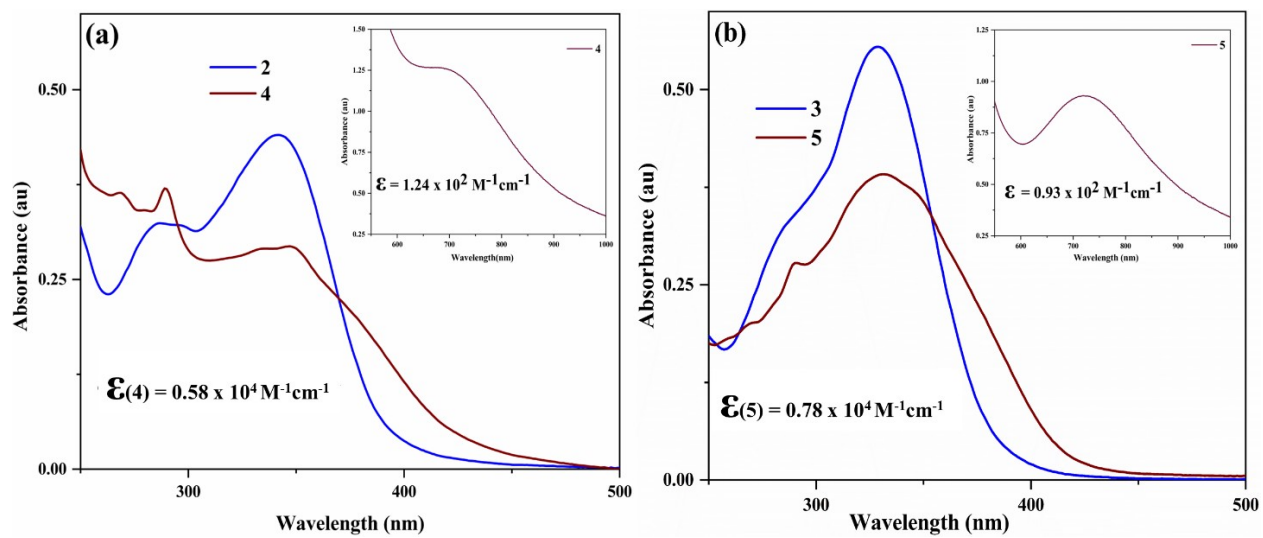 (a)
2
4
Absorbance (au)
0.50
0.25
0.00
300
400
500
Wavelength (nm)
Ɛ(4) = 0.58 x 10⁴ M⁻¹cm⁻¹
4
Absorbance (au)
1.50
1.25
1.00
0.75
0.50
0.25
600
700
800
900
1000
Wavelength(nm)
Ɛ = 1.24 x 10² M⁻¹cm⁻¹
(b)
3
5
Absorbance (au)
0.50
0.25
0.00
300
400
500
Wavelength (nm)
Ɛ(5) = 0.78 x 10⁴ M⁻¹cm⁻¹
5
Absorbance (au)
1.25
1.00
0.75
0.50
0.25
600
700
800
900
1000
Wavelength (nm)
Ɛ = 0.93 x 10² M⁻¹cm⁻¹